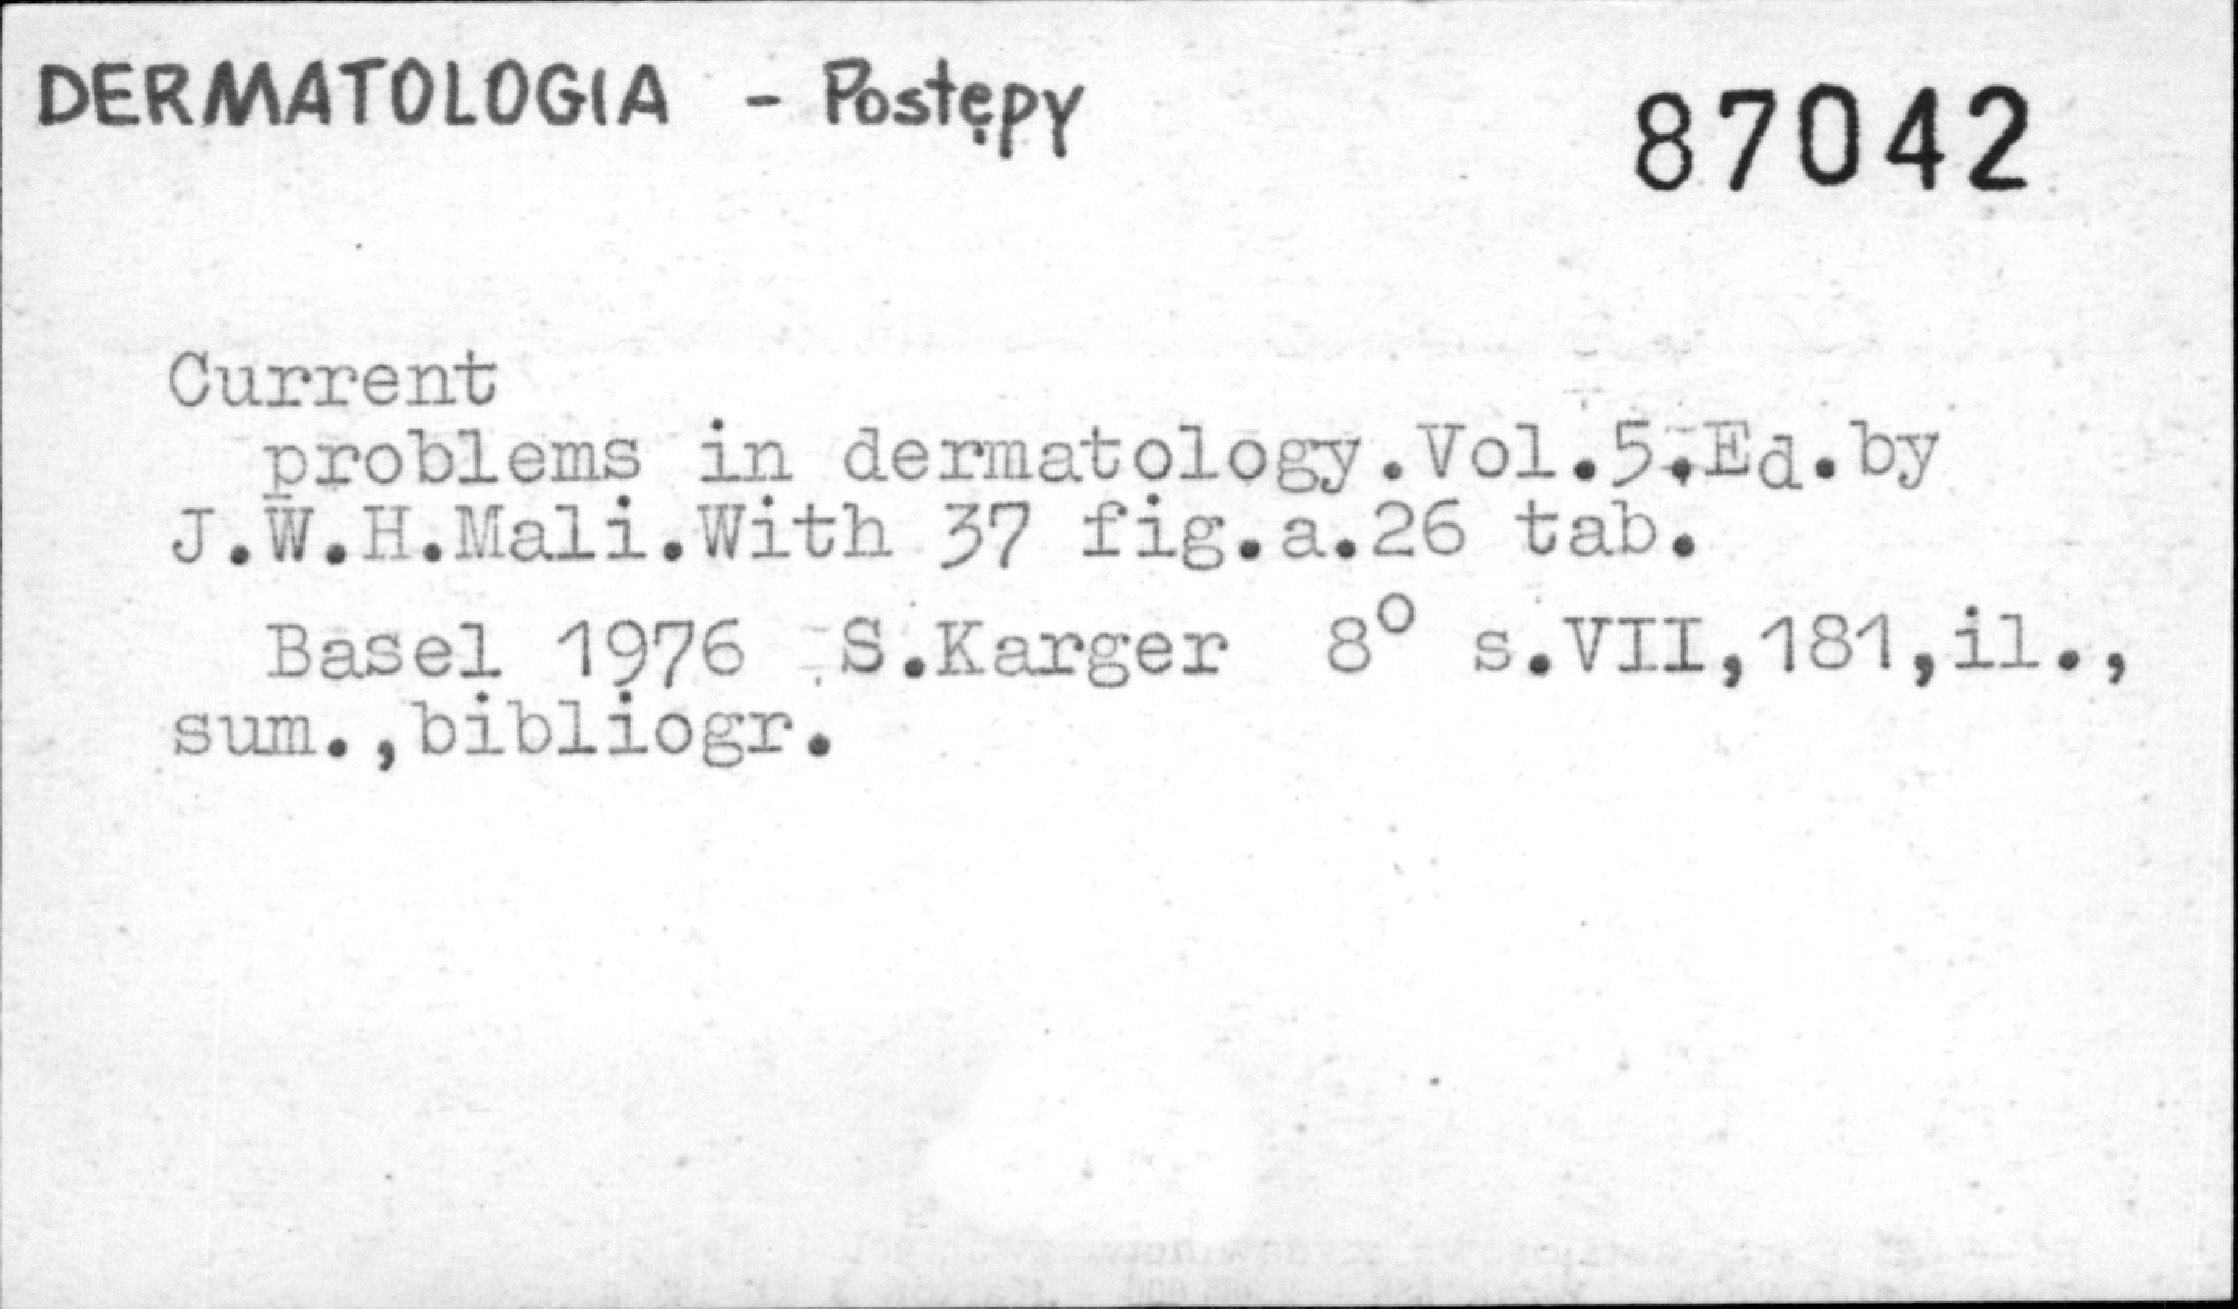 DERMATOLOGIA - Postępy
87042
Current
problems in dermatology.Vol.5.Ed.by
J.W.H.Mali.With 37 fig.a.26 tab.
Basel 1976 S.Karger 8° s.VII,181,il.,
sum.,bibliogr.